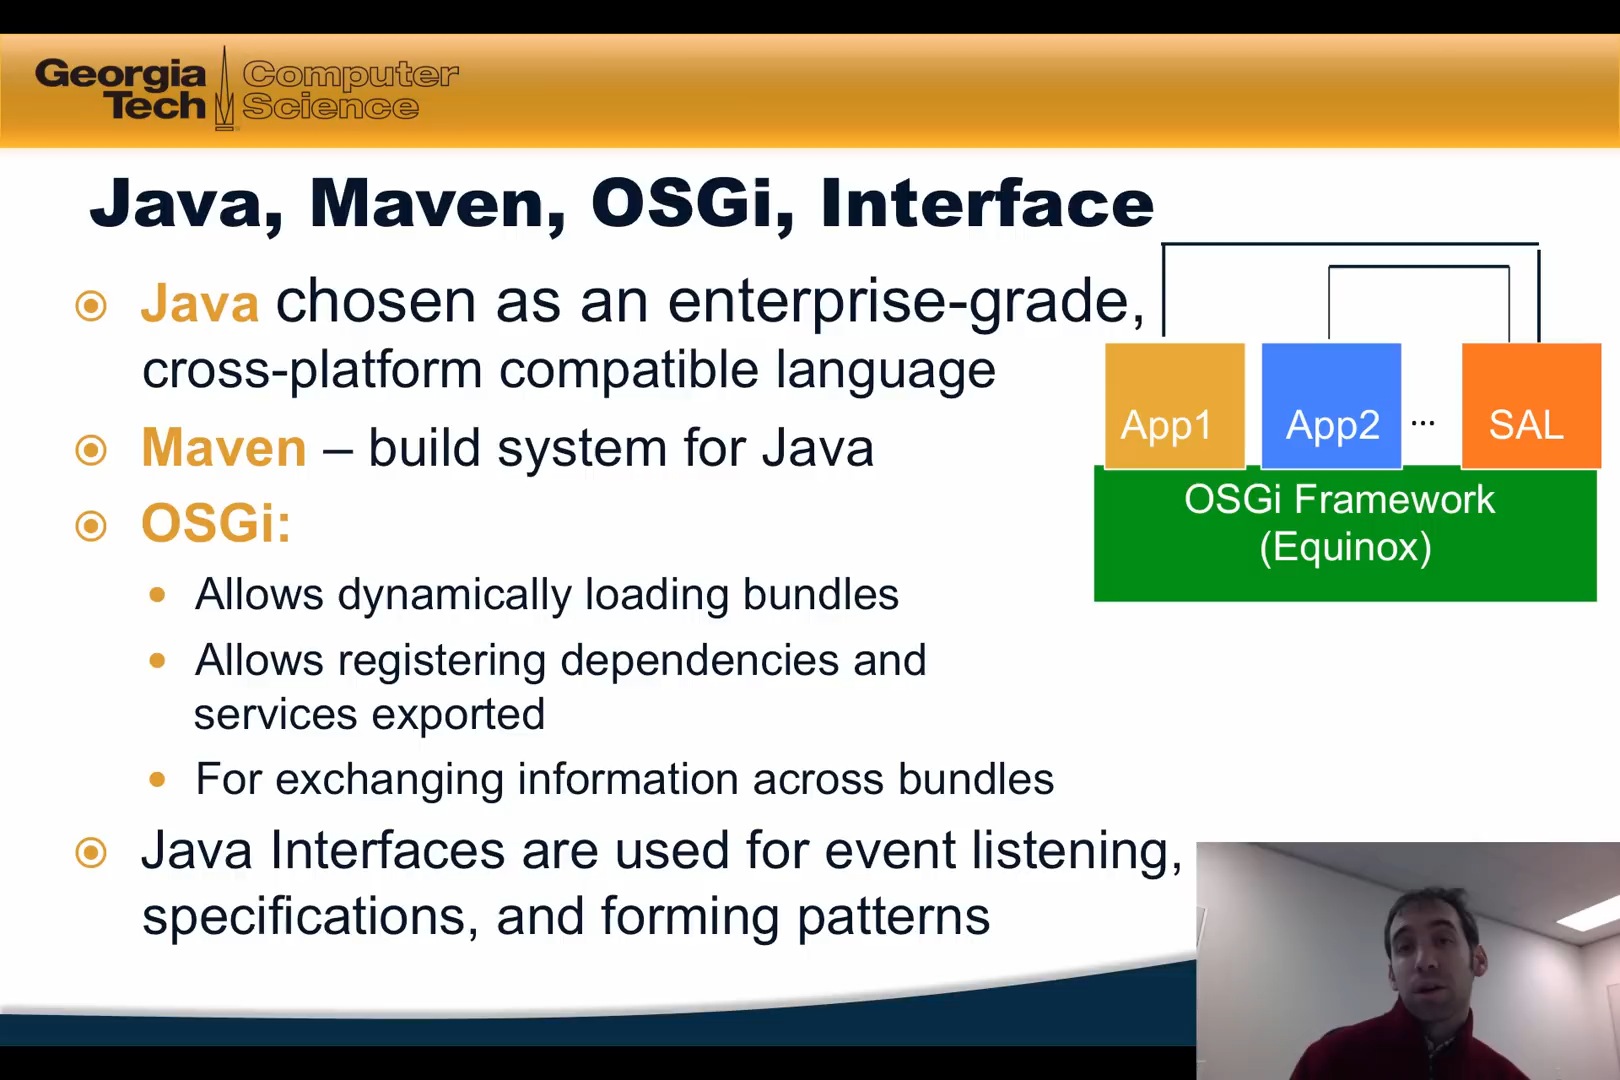 Georgia Tech
Computer Science
Java, Maven, OSGi, Interface
Java chosen as an enterprise-grade,
cross-platform compatible language
Maven – build system for Java
OSGi:
Allows dynamically loading bundles
Allows registering dependencies and
services exported
For exchanging information across bundles
Java Interfaces are used for event listening,
specifications, and forming patterns
App1
App2
...
SAL
OSGi Framework
(Equinox)